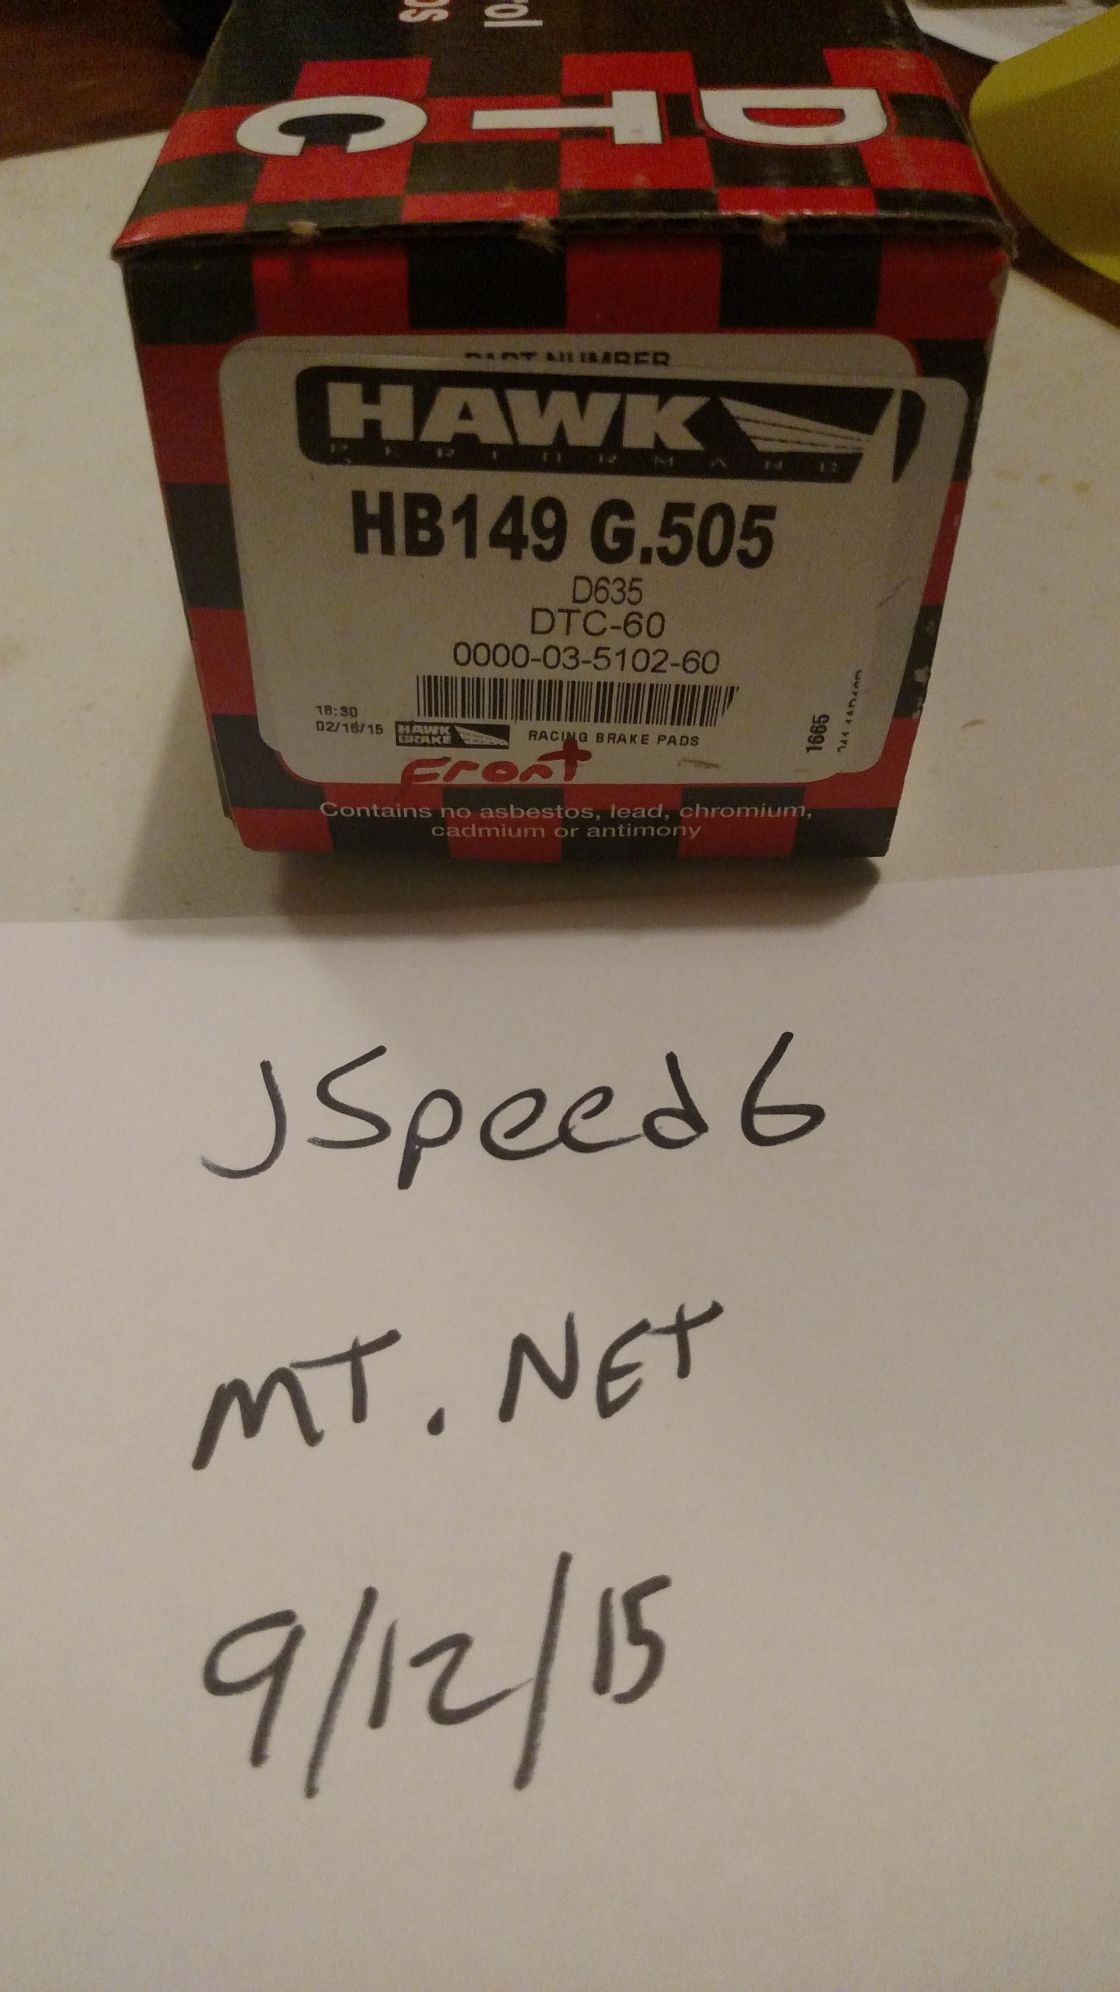 DTC
PART NUMBER
HAWK
PERFORMANC
HB149 G.505
D635
DTC-60
0000-03-5102-60
18:30
02/16/15
HAWK
BRAKE
RACING BRAKE PADS
1665
Front
Contains no asbestos, lead, chromium,
cadmium or antimony
JSpeed6
MT.NET
9/12/15